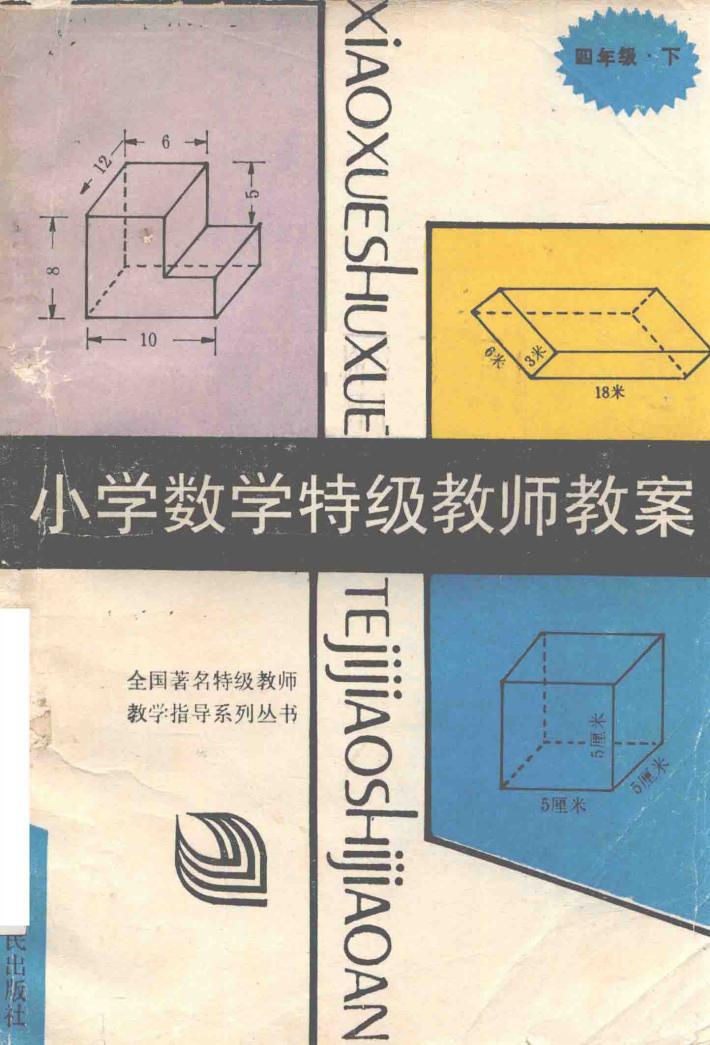 四年级·下
XIAOXUESHUXUE
12
6
5
8
10
6米
3米
18米
小学数学特级教师教案
TEJIJIAOSHIJIAOAN
全国著名特级教师
教学指导系列丛书
5厘米
5厘米
5厘米
民出版社